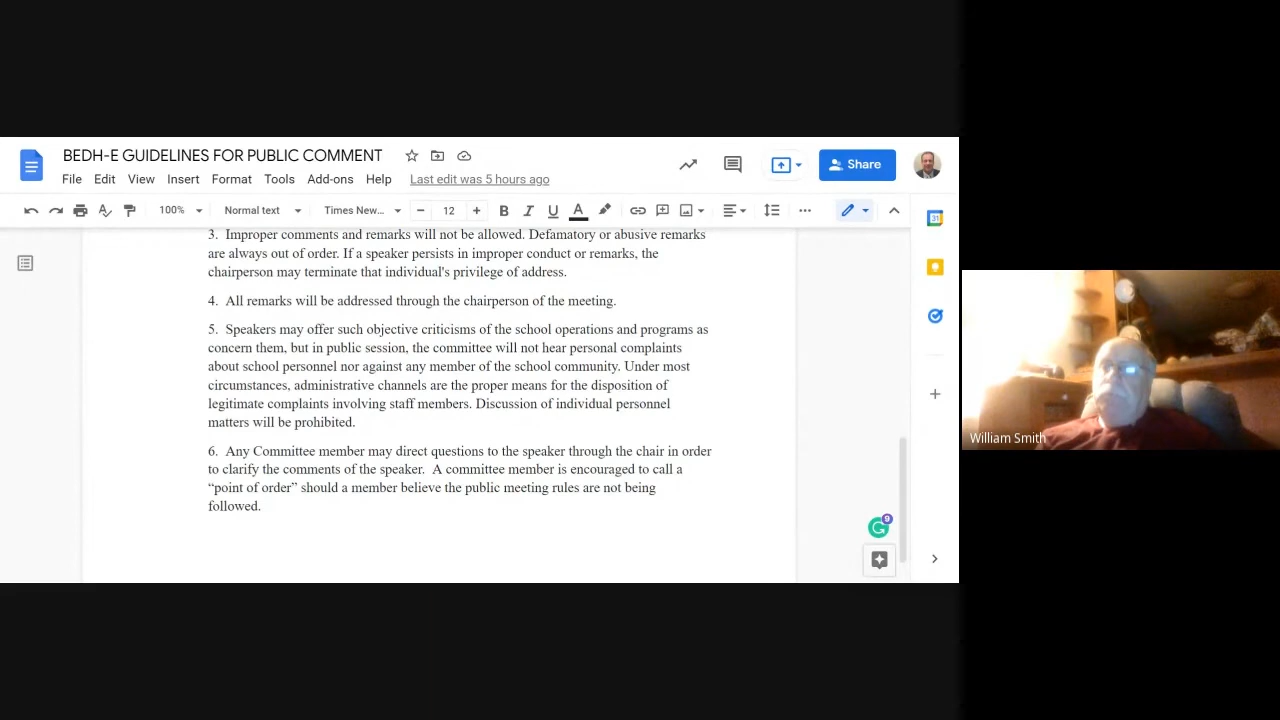 BEDH-E GUIDELINES FOR PUBLIC COMMENT
File Edit View Insert Format Tools Add-ons Help Last edit was 5 hours ago
Share
100% Normal text Times New... − 12 + B I U A
31
3. Improper comments and remarks will not be allowed. Defamatory or abusive remarks
are always out of order. If a speaker persists in improper conduct or remarks, the
chairperson may terminate that individual's privilege of address.
4. All remarks will be addressed through the chairperson of the meeting.
5. Speakers may offer such objective criticisms of the school operations and programs as
concern them, but in public session, the committee will not hear personal complaints
about school personnel nor against any member of the school community. Under most
circumstances, administrative channels are the proper means for the disposition of
legitimate complaints involving staff members. Discussion of individual personnel
matters will be prohibited.
6. Any Committee member may direct questions to the speaker through the chair in order
to clarify the comments of the speaker. A committee member is encouraged to call a
“point of order” should a member believe the public meeting rules are not being
followed.
9
William Smith